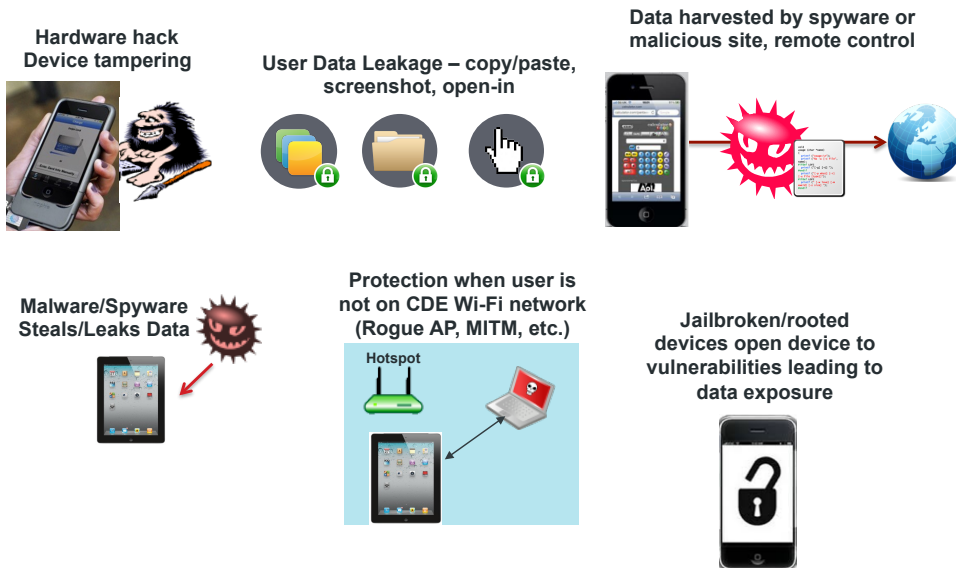 Hardware hack
Device tampering
User Data Leakage – copy/paste,
screenshot, open-in
Data harvested by spyware or
malicious site, remote control
Malware/Spyware
Steals/Leaks Data
Protection when user is
not on CDE Wi-Fi network
(Rogue AP, MITM, etc.)
Hotspot
Jailbroken/rooted
devices open device to
vulnerabilities leading to
data exposure